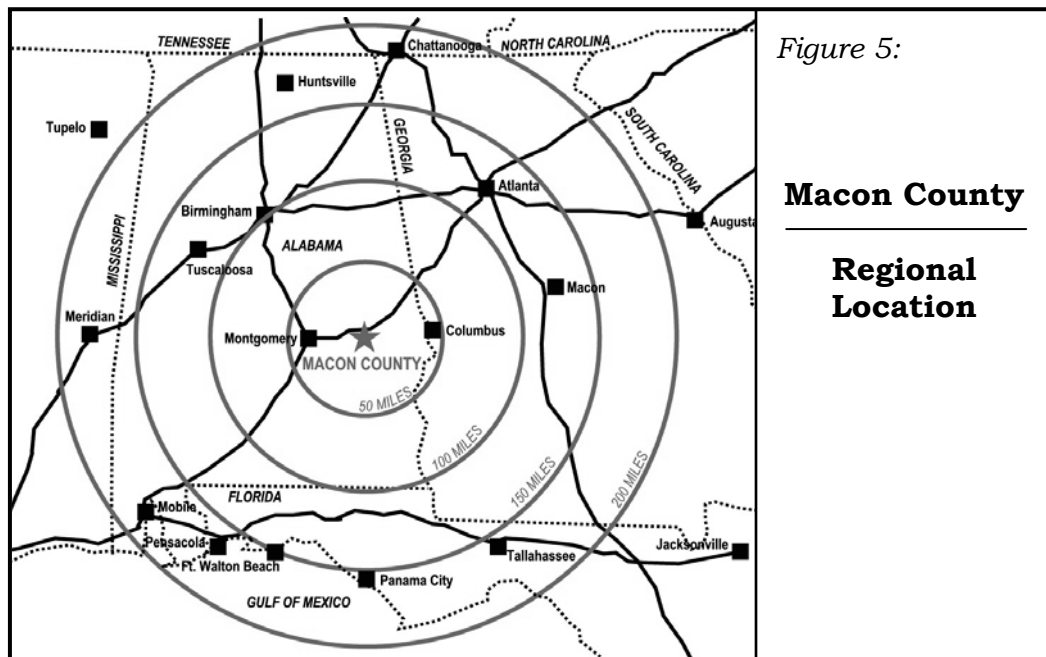 TENNESSEE
Chattanooga
NORTH CAROLINA
Huntsville
Tupelo
GEORGIA
SOUTH CAROLINA
Atlanta
Birmingham
Augusta
ALABAMA
MISSISSIPPI
Tuscaloosa
Macon
Meridian
Montgomery
Columbus
MACON COUNTY
50 MILES
100 MILES
150 MILES
200 MILES
FLORIDA
Mobile
Pensacola
Ft. Walton Beach
Tallahassee
Jacksonville
Panama City
GULF OF MEXICO
Figure 5:
Macon County
Regional
Location